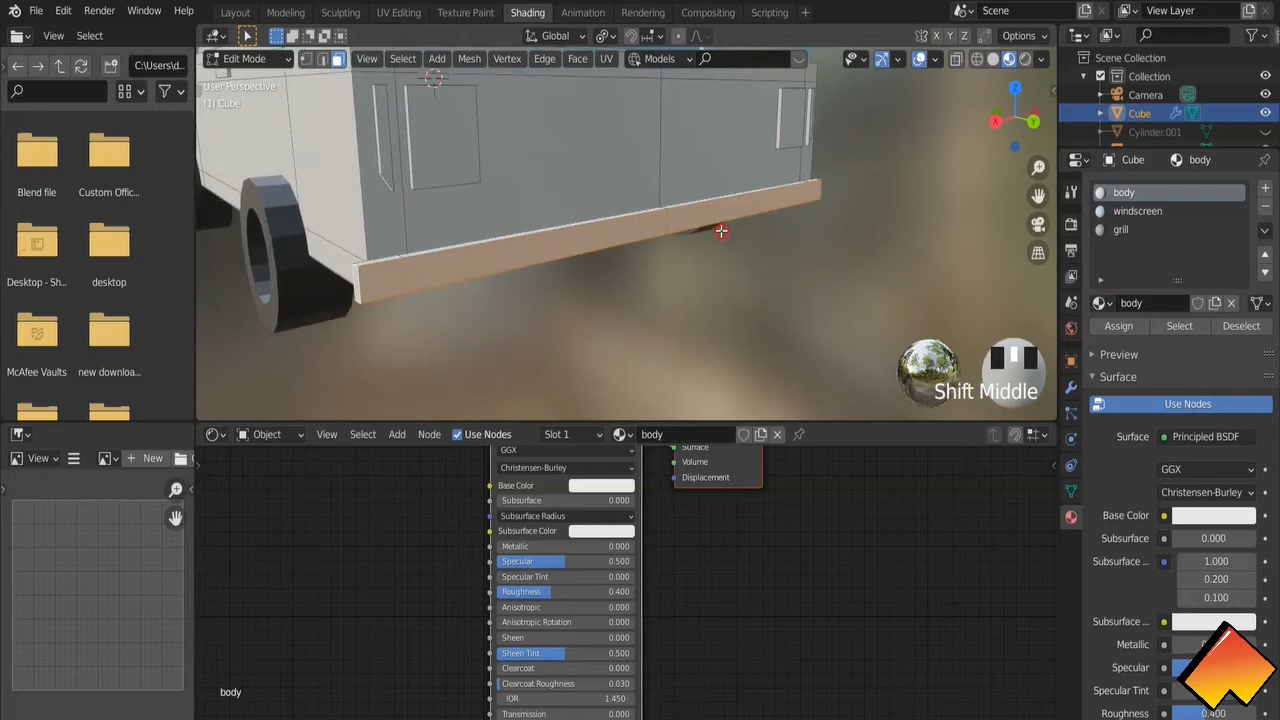 File Edit Render Window Help Layout Modeling Sculpting UV Editing Texture Paint Shading Animation Rendering Compositing Scripting Scene View Layer
View Select Global X Y Z Options
C:\Users\d... Edit Mode View Select Add Mesh Vertex Edge Face UV Models Scene Collection
User Perspective
(1) Cube
Collection
Camera
Cube
Cylinder.001
Z
X Y
Blend file Custom Offic...
Desktop - Sh... desktop
McAfee Vaults new downloa...
Cube body
body
windscreen
grill
body
Assign Select Deselect
Preview
Surface
Use Nodes
Shift Middle
View New
Object View Select Add Node Use Nodes Slot 1 body
GGX
Christensen-Burley
Base Color
Subsurface 0.000
Subsurface Radius
Subsurface Color
Metallic 0.000
Specular 0.500
Specular Tint 0.000
Roughness 0.400
Anisotropic 0.000
Anisotropic Rotation 0.000
Sheen 0.000
Sheen Tint 0.500
Clearcoat 0.000
Clearcoat Roughness 0.030
IOR 1.450
Transmission 0.000
Surface
Volume
Displacement
body
Surface Principled BSDF
GGX
Christensen-Burley
Base Color
Subsurface 0.000
Subsurface ... 1.000
0.200
0.100
Subsurface ...
Metallic
Specular
Specular Tint
Roughness 0.400